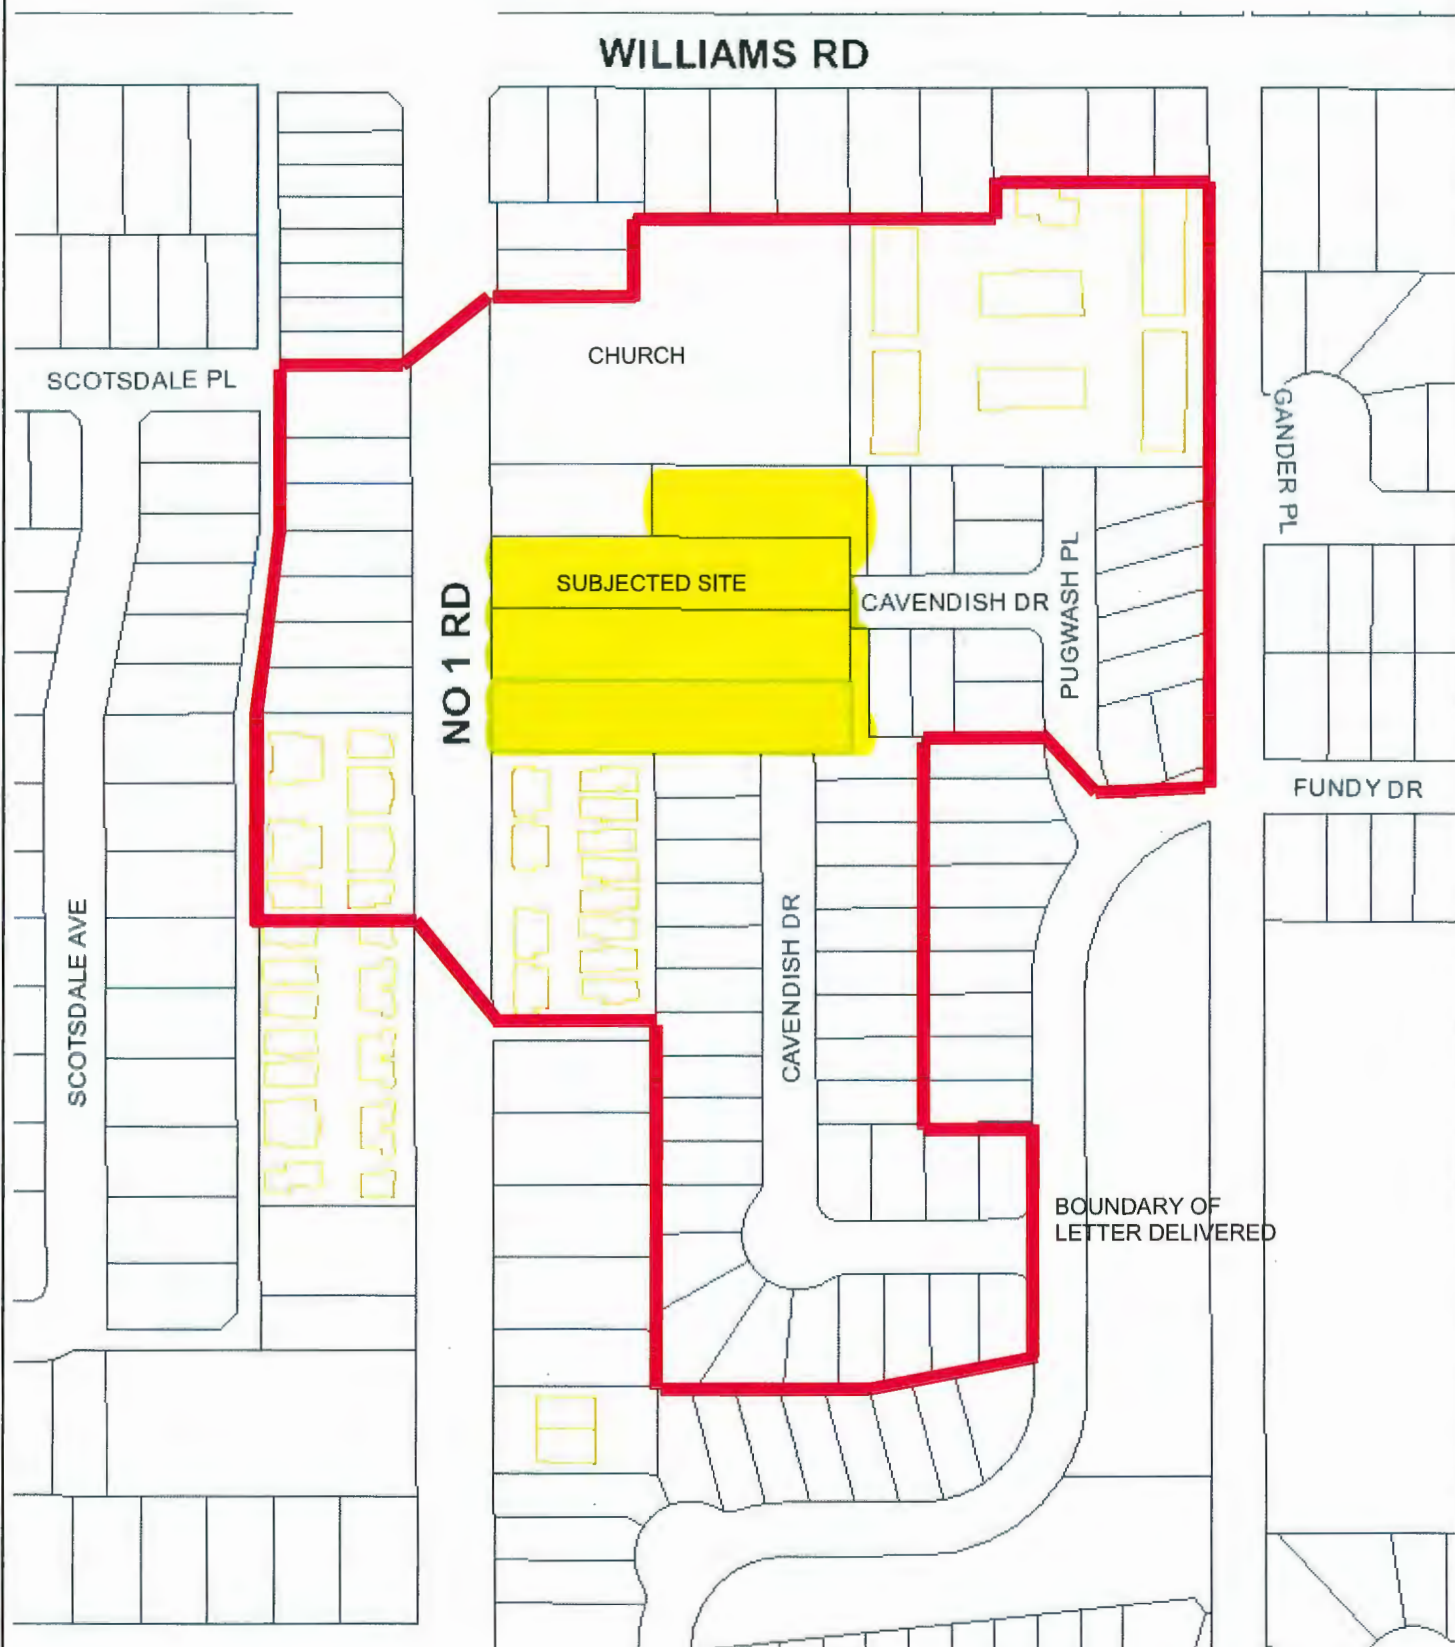 WILLIAMS RD
CHURCH
SCOTSDALE PL
GANDER PL
SUBJECTED SITE
CAVENDISH DR
PUGWASH PL
NO 1 RD
FUNDY DR
SCOTSDALE AVE
CAVENDISH DR
BOUNDARY OF
LETTER DELIVERED